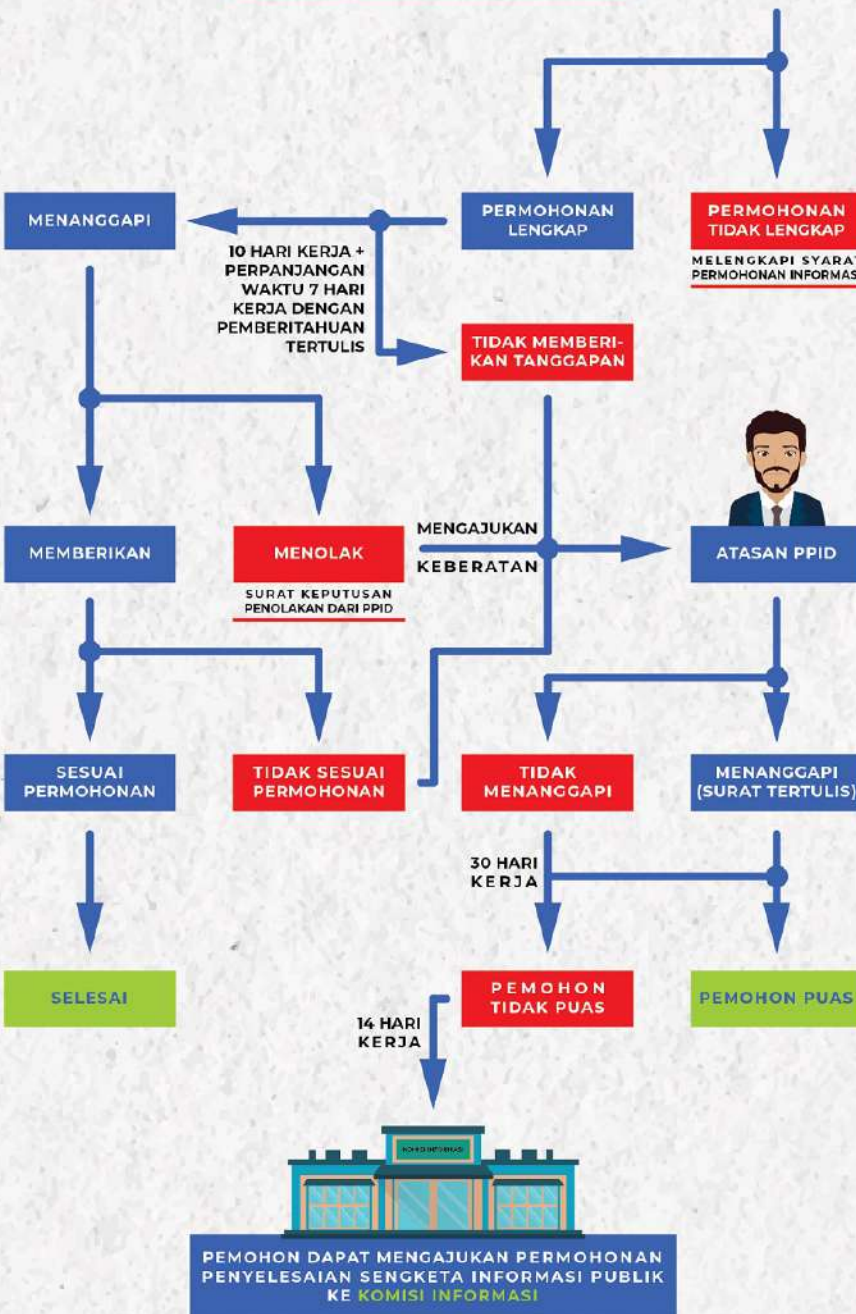 PERMOHONAN
LENGKAP
PERMOHONAN
TIDAK LENGKAP
MELENGKAPI SYARAT
PERMOHONAN INFORMASI
MENANGGAPI
10 HARI KERJA +
PERPANJANGAN
WAKTU 7 HARI
KERJA DENGAN
PEMBERITAHUAN
TERTULIS
TIDAK MEMBERI-
KAN TANGGAPAN
MEMBERIKAN
MENOLAK
SURAT KEPUTUSAN
PENOLAKAN DARI PPID
MENGAJUKAN
KEBERATAN
ATASAN PPID
SESUAI
PERMOHONAN
TIDAK SESUAI
PERMOHONAN
TIDAK
MENANGGAPI
MENANGGAPI
(SURAT TERTULIS)
30 HARI
KERJA
SELESAI
PEMOHON
TIDAK PUAS
PEMOHON PUAS
14 HARI
KERJA
KOMISI INFORMASI
PEMOHON DAPAT MENGAJUKAN PERMOHONAN
PENYELESAIAN SENGKETA INFORMASI PUBLIK
KE KOMISI INFORMASI